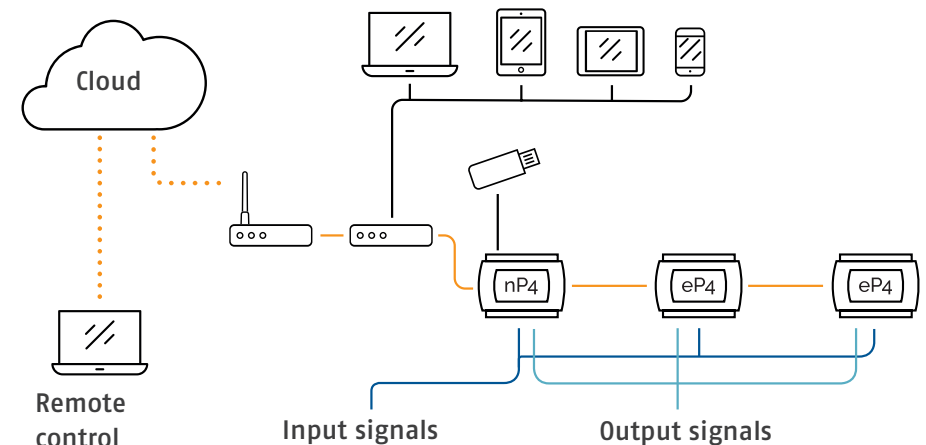 Cloud
nP4
eP4
eP4
Remote
control
Input signals
Output signals